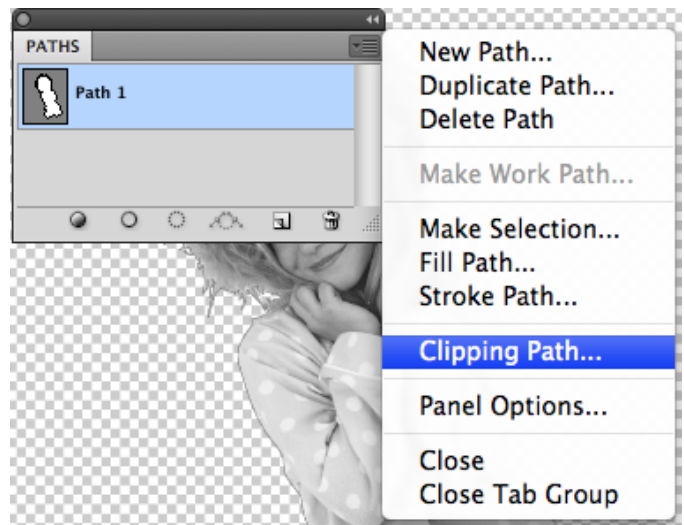 PATHS
Path 1
New Path...
Duplicate Path...
Delete Path
Make Work Path...
Make Selection...
Fill Path...
Stroke Path...
Clipping Path...
Panel Options...
Close
Close Tab Group